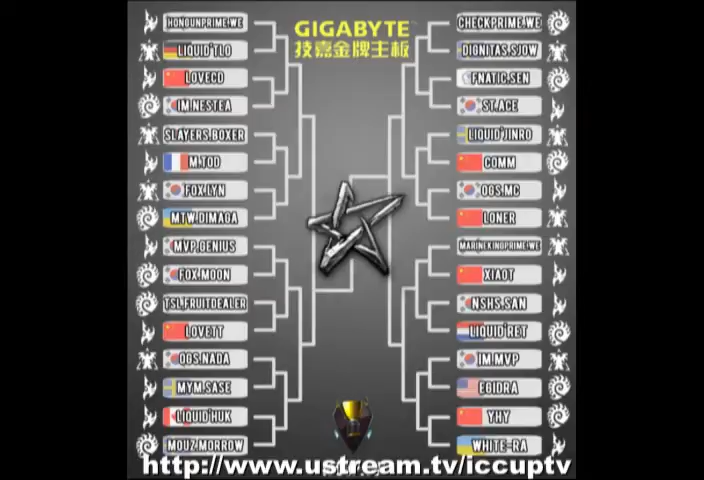 GIGABYTE™
技嘉金牌主板
HONGUNPRIME.WE
LIQUID'TLO
LOVECD
IM.NESTEA
SLAYERS.BOXER
M.TOD
FOX.LYN
MTW.DIMAGA
MVP.GENIUS
FOX.MOON
TSL.FRUITDEALER
LOVETT
OGS.NADA
MYM.SASE
LIQUID'HUK
MOUZ.MORROW
CHECKPRIME.WE
DIGNITAS.SJOW
FNATIC.SEN
ST.ACE
LIQUID'JINRO
COMM
OGS.MC
LONER
MARINEKINGPRIME.WE
XIAOT
NSHS.SAN
LIQUID'RET
IM.MVP
EGIDRA
YHY
WHITE-RA
http://www.ustream.tv/iccuptv